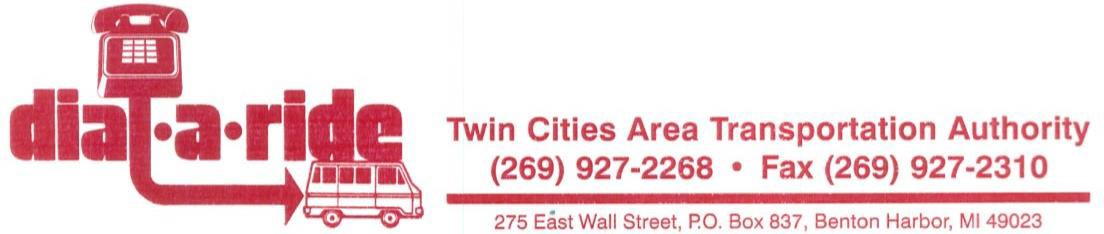 dial•a•ride
Twin Cities Area Transportation Authority
(269) 927-2268 • Fax (269) 927-2310
275 East Wall Street, P.O. Box 837, Benton Harbor, MI 49023